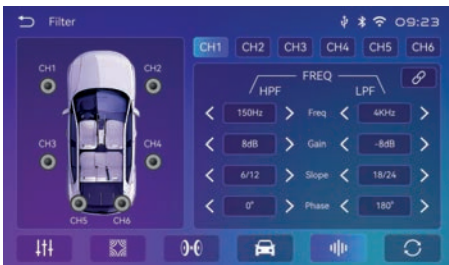 Filter 09:23
CH1 CH2 CH3 CH4 CH5 CH6
CH1 CH2
FREQ
HPF LPF
150Hz Freq 4KHz
CH3 CH4
8dB Gain -8dB
6/12 Slope 18/24
0° Phase 180°
CH5 CH6